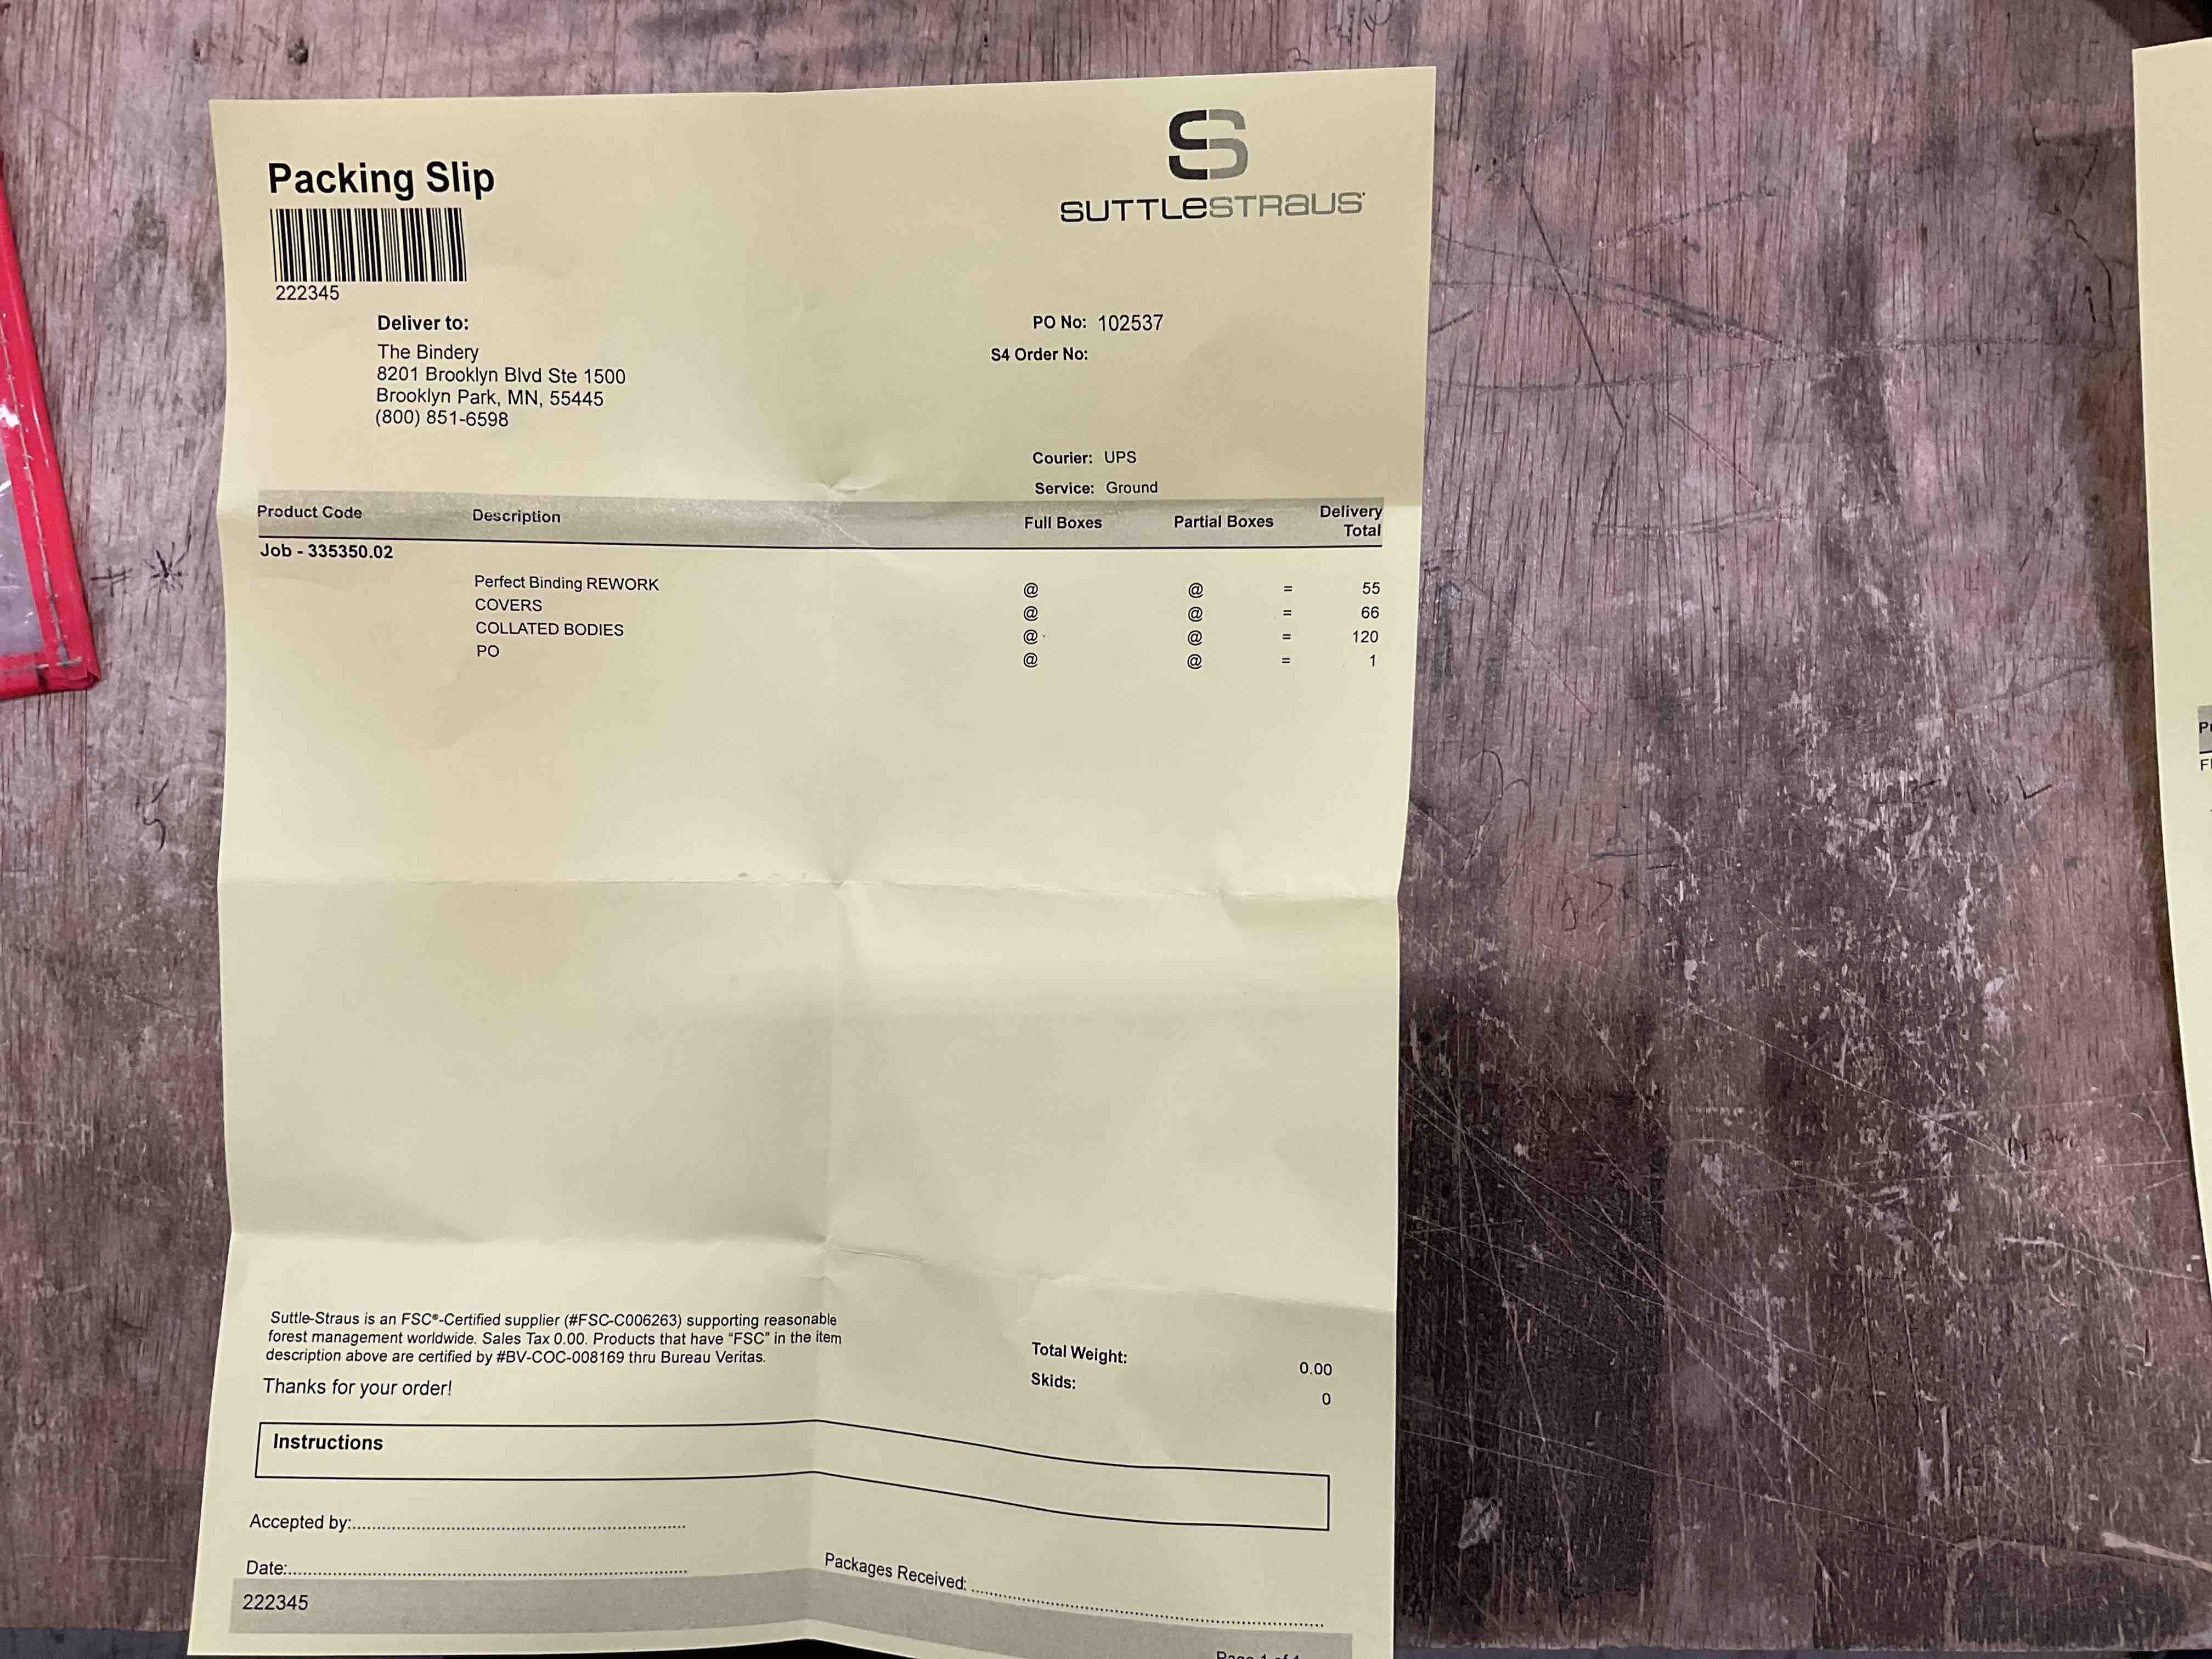 Packing Slip
SUTTLESTRAUS
222345
Deliver to:
The Bindery
8201 Brooklyn Blvd Ste 1500
Brooklyn Park, MN, 55445
(800) 851-6598
PO No: 102537
S4 Order No:
Courier: UPS
Service: Ground
Product Code Description Full Boxes Partial Boxes Delivery Total
Job - 335350.02
Perfect Binding REWORK @ @ = 55
COVERS @ @ = 66
COLLATED BODIES @ @ = 120
PO @ @ = 1
Suttle-Straus is an FSC®-Certified supplier (#FSC-C006263) supporting reasonable
forest management worldwide. Sales Tax 0.00. Products that have "FSC" in the item
description above are certified by #BV-COC-008169 thru Bureau Veritas.
Thanks for your order!
Total Weight: 0.00
Skids: 0
Instructions
Accepted by:
Date:
Packages Received:
222345
Page 1 of 1